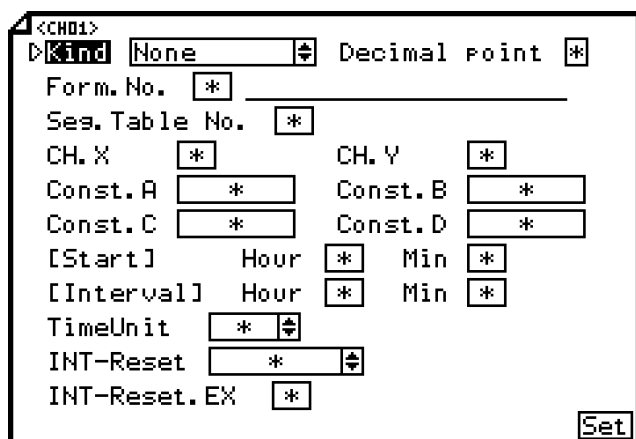 <CH01>
Kind None Decimal point *
Form.No. *
Seg.Table No. *
CH.X * CH.Y *
Const.A * Const.B *
Const.C * Const.D *
[Start] Hour * Min *
[Interval] Hour * Min *
TimeUnit *
INT-Reset *
INT-Reset.EX *
Set